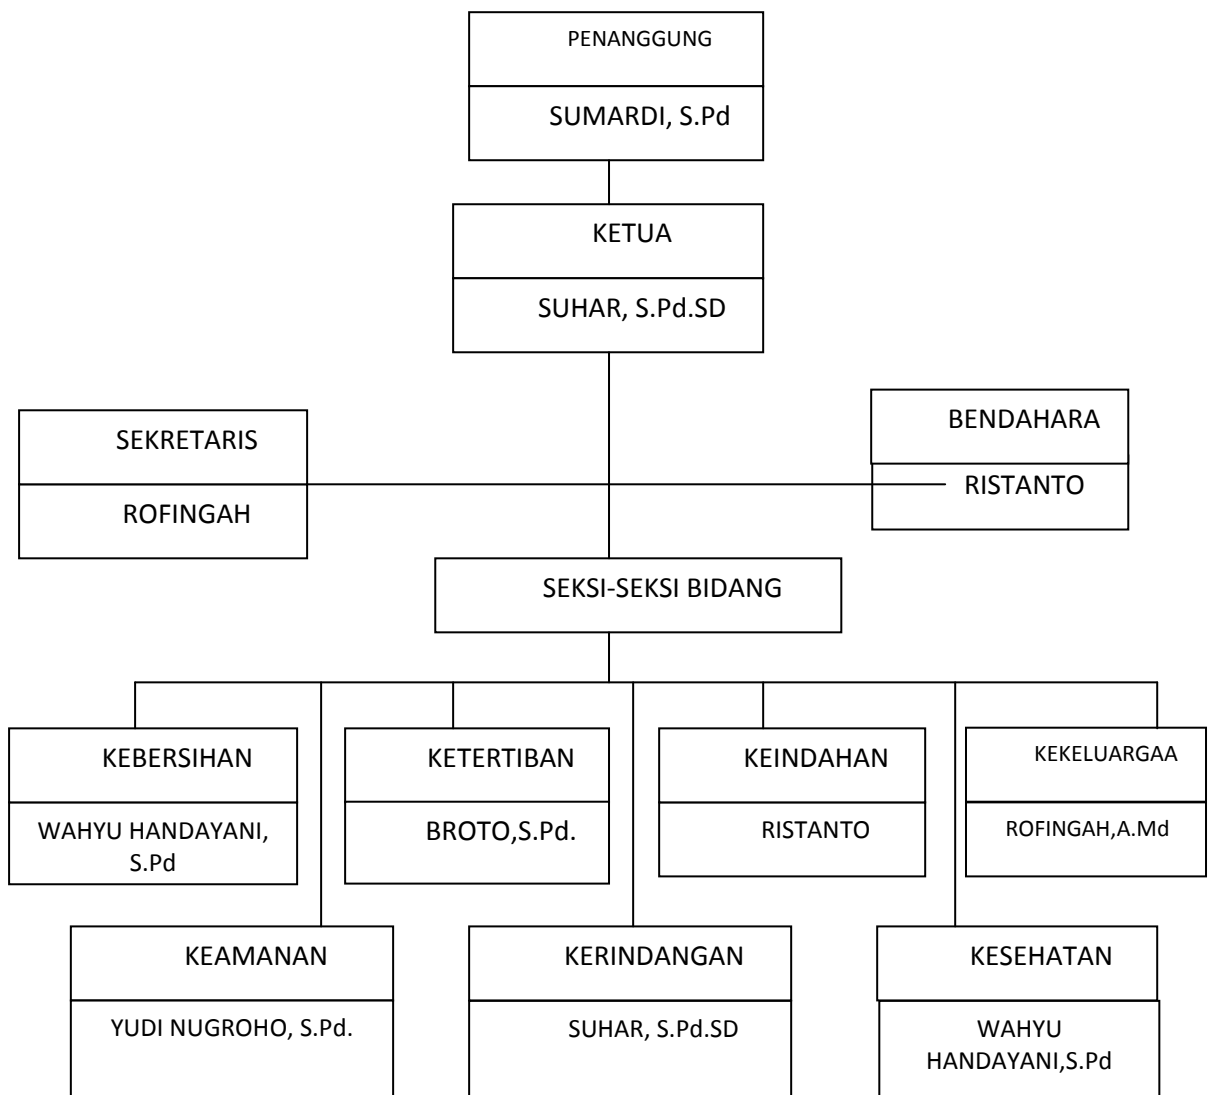 PENANGGUNG
SUMARDI, S.Pd
KETUA
SUHAR, S.Pd.SD
SEKRETARIS
ROFINGAH
BENDAHARA
RISTANTO
SEKSI-SEKSI BIDANG
KEBERSIHAN
WAHYU HANDAYANI,
S.Pd
KETERTIBAN
BROTO,S.Pd.
KEINDAHAN
RISTANTO
KEKELUARGAA
ROFINGAH,A.Md
KEAMANAN
YUDI NUGROHO, S.Pd.
KERINDANGAN
SUHAR, S.Pd.SD
KESEHATAN
WAHYU
HANDAYANI,S.Pd